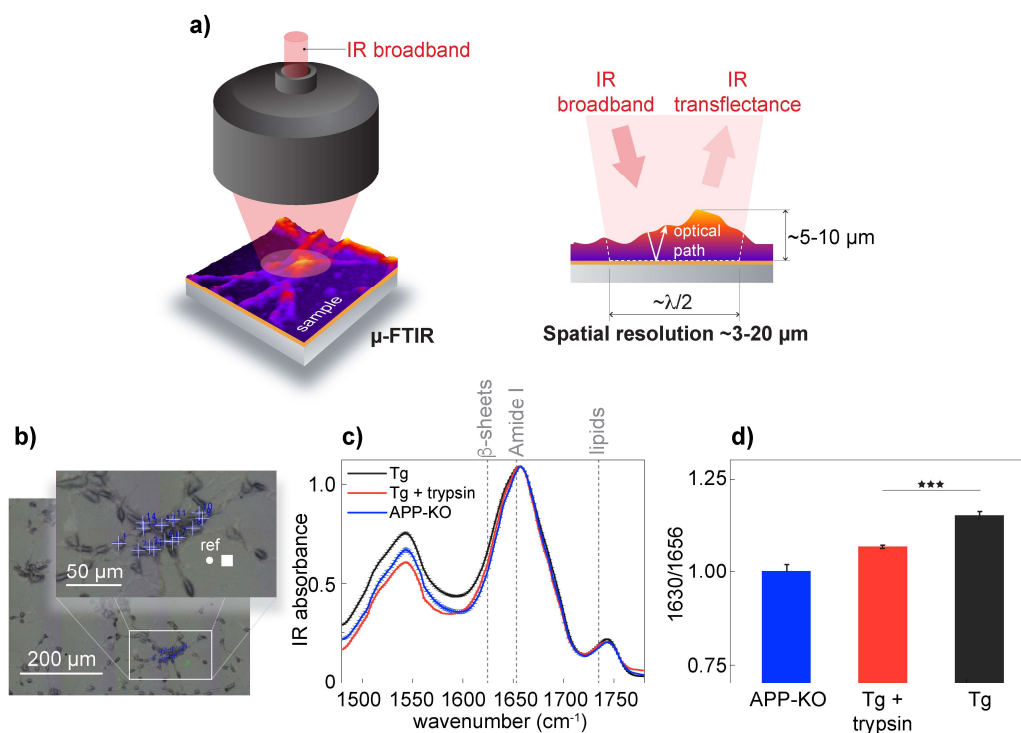 a)
IR broadband
sample
μ-FTIR
IR
broadband
IR
transflectance
optical
path
~5-10 μm
~λ/2
Spatial resolution ~3-20 μm
b)
ref
50 μm
200 μm
c)
β-sheets
Amide I
lipids
Tg
Tg + trypsin
APP-KO
IR absorbance
1.0
0.5
0
1500 1550 1600 1650 1700 1750
wavenumber (cm-1)
d)
1630/1656
1.25
1.00
0.75
★★★
APP-KO
Tg +
trypsin
Tg